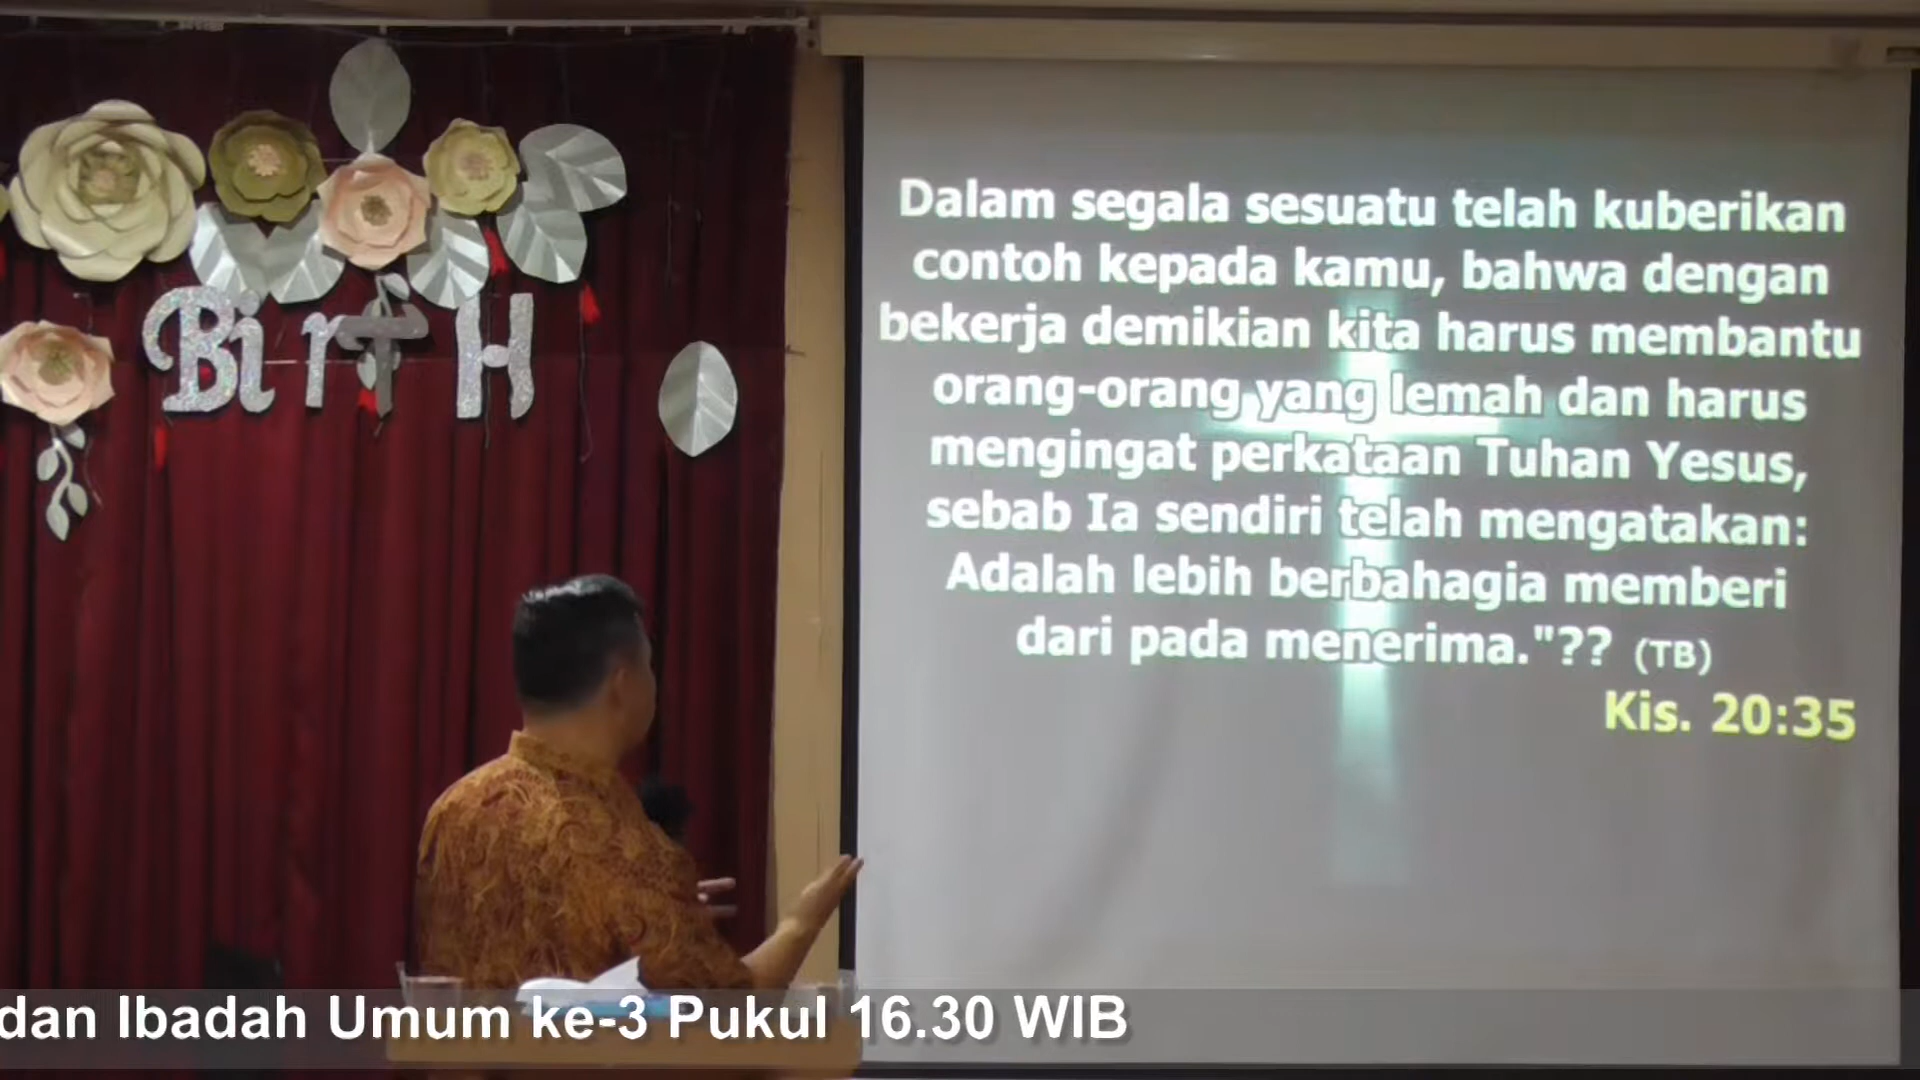 BirTH
Dalam segala sesuatu telah kuberikan
contoh kepada kamu, bahwa dengan
bekerja demikian kita harus membantu
orang-orang yang lemah dan harus
mengingat perkataan Tuhan Yesus,
sebab Ia sendiri telah mengatakan:
Adalah lebih berbahagia memberi
dari pada menerima."?? (TB)
Kis. 20:35
dan Ibadah Umum ke-3 Pukul 16.30 WIB